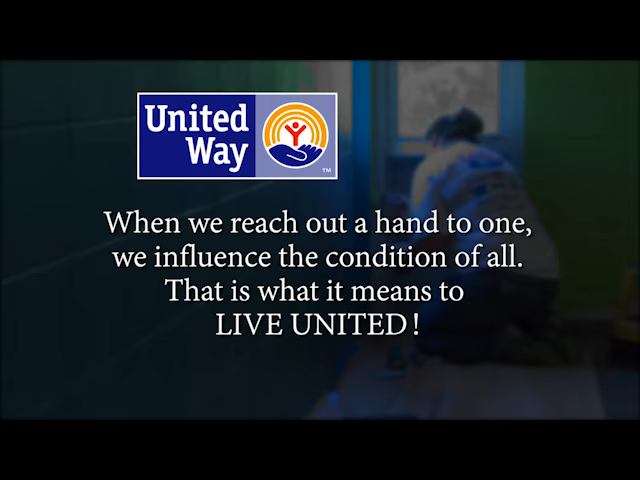 United
Way
TM
When we reach out a hand to one,
we influence the condition of all.
That is what it means to
LIVE UNITED!